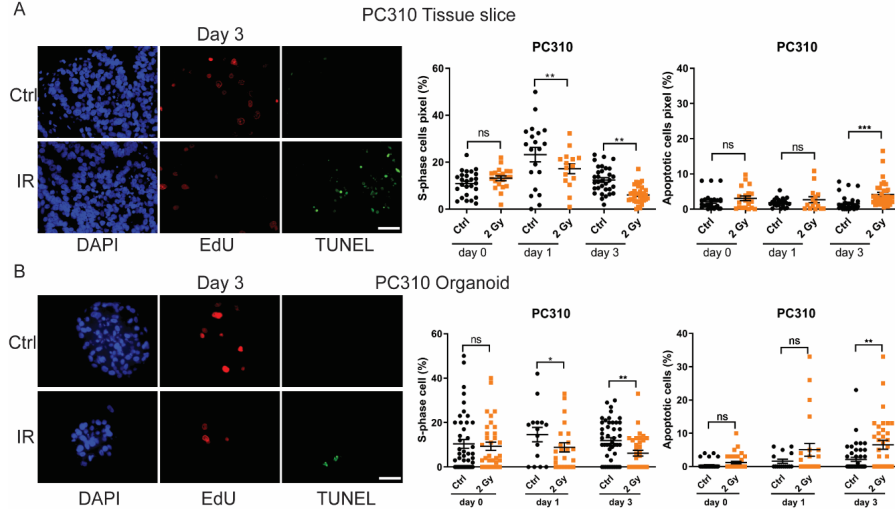 A
PC310 Tissue slice
Day 3
Ctrl
IR
DAPI EdU TUNEL
PC310
S-phase cells pixel (%)
60
40
20
0
ns
**
**
Ctrl 2 Gy Ctrl 2 Gy Ctrl 2 Gy
day 0 day 1 day 3
PC310
Apoptotic cells pixel (%)
40
30
20
10
0
ns
ns
***
Ctrl 2 Gy Ctrl 2 Gy Ctrl 2 Gy
day 0 day 1 day 3
B
Day 3
PC310 Organoid
Ctrl
IR
DAPI EdU TUNEL
PC310
S-phase cell (%)
60
40
20
0
ns
*
**
Ctrl 2 Gy Ctrl 2 Gy Ctrl 2 Gy
day 0 day 1 day 3
PC310
Apoptotic cells (%)
40
30
20
10
0
ns
ns
**
Ctrl 2 Gy Ctrl 2 Gy Ctrl 2 Gy
day 0 day 1 day 3